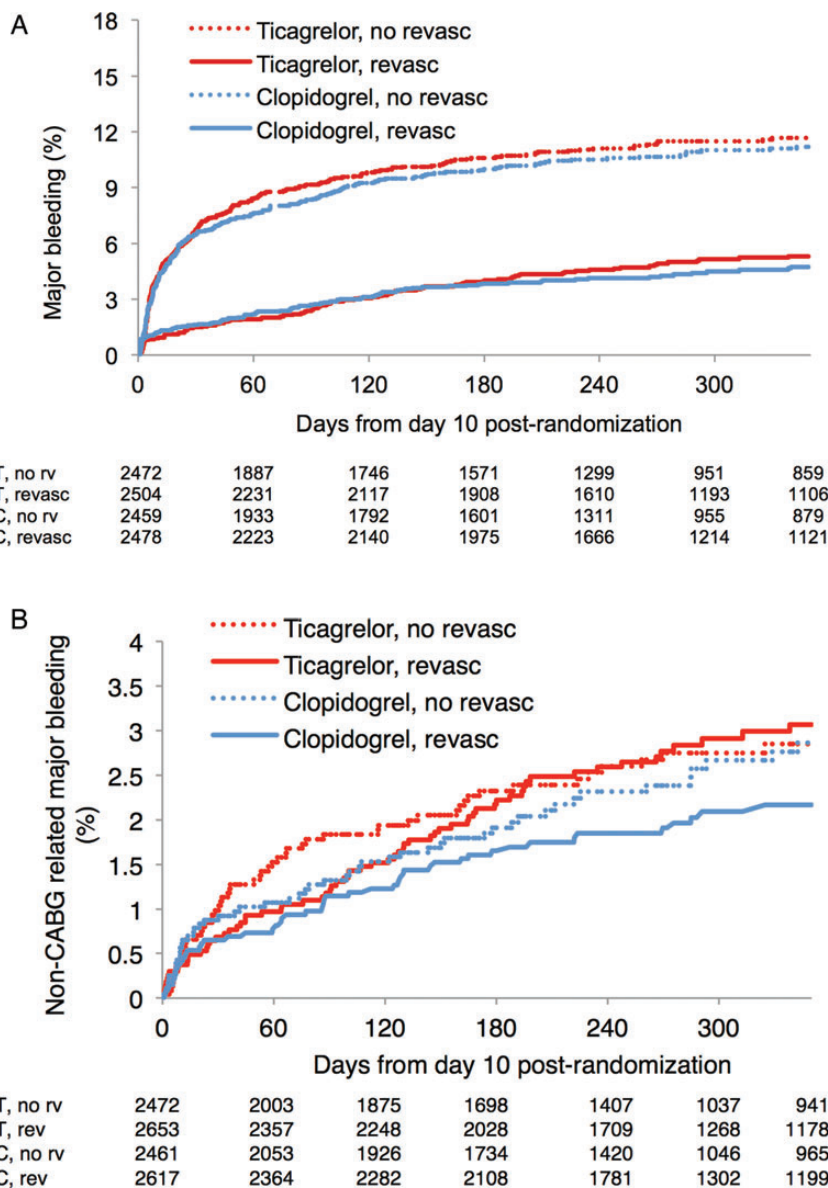 A
Ticagrelor, no revasc
Ticagrelor, revasc
Clopidogrel, no revasc
Clopidogrel, revasc
18
15
12
9
6
3
0
Major bleeding (%)
0 60 120 180 240 300
Days from day 10 post-randomization
T, no rv 2472 1887 1746 1571 1299 951 859
T, revasc 2504 2231 2117 1908 1610 1193 1106
C, no rv 2459 1933 1792 1601 1311 955 879
C, revasc 2478 2223 2140 1975 1666 1214 1121
B
Ticagrelor, no revasc
Ticagrelor, revasc
Clopidogrel, no revasc
Clopidogrel, revasc
4
3.5
3
2.5
2
1.5
1
0.5
0
Non-CABG related major bleeding
(%)
0 60 120 180 240 300
Days from day 10 post-randomization
T, no rv 2472 2003 1875 1698 1407 1037 941
T, rev 2653 2357 2248 2028 1709 1268 1178
C, no rv 2461 2053 1926 1734 1420 1046 965
C, rev 2617 2364 2282 2108 1781 1302 1199